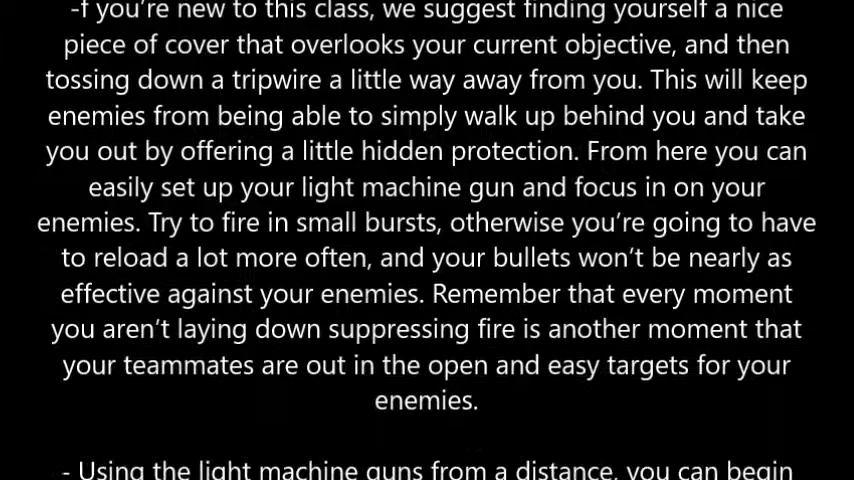 -f you're new to this class, we suggest finding yourself a nice
piece of cover that overlooks your current objective, and then
tossing down a tripwire a little way away from you. This will keep
enemies from being able to simply walk up behind you and take
you out by offering a little hidden protection. From here you can
easily set up your light machine gun and focus in on your
enemies. Try to fire in small bursts, otherwise you’re going to have
to reload a lot more often, and your bullets won’t be nearly as
effective against your enemies. Remember that every moment
you aren’t laying down suppressing fire is another moment that
your teammates are out in the open and easy targets for your
enemies.
- Using the light machine guns from a distance, you can begin